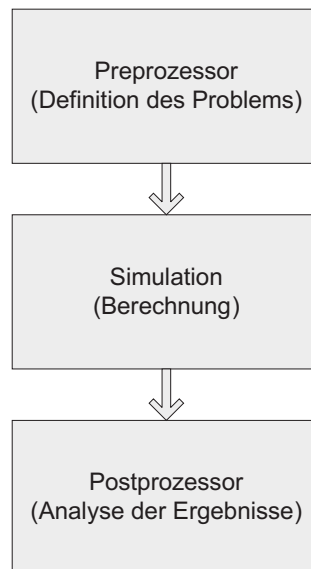 Preprozessor
(Definition des Problems)
Simulation
(Berechnung)
Postprozessor
(Analyse der Ergebnisse)